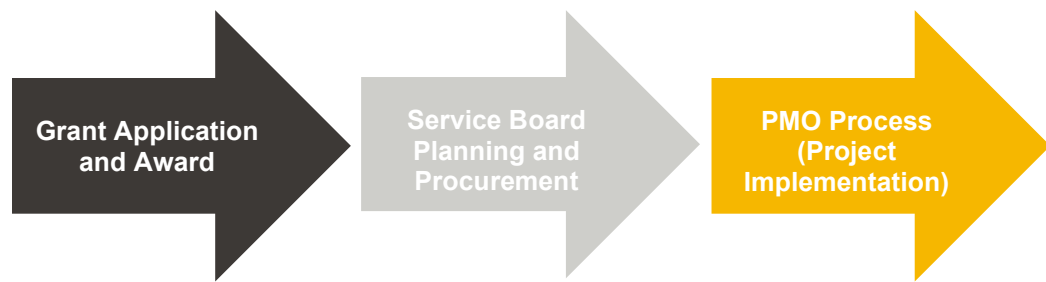 Grant Application
and Award
Service Board
Planning and
Procurement
PMO Process
(Project
Implementation)